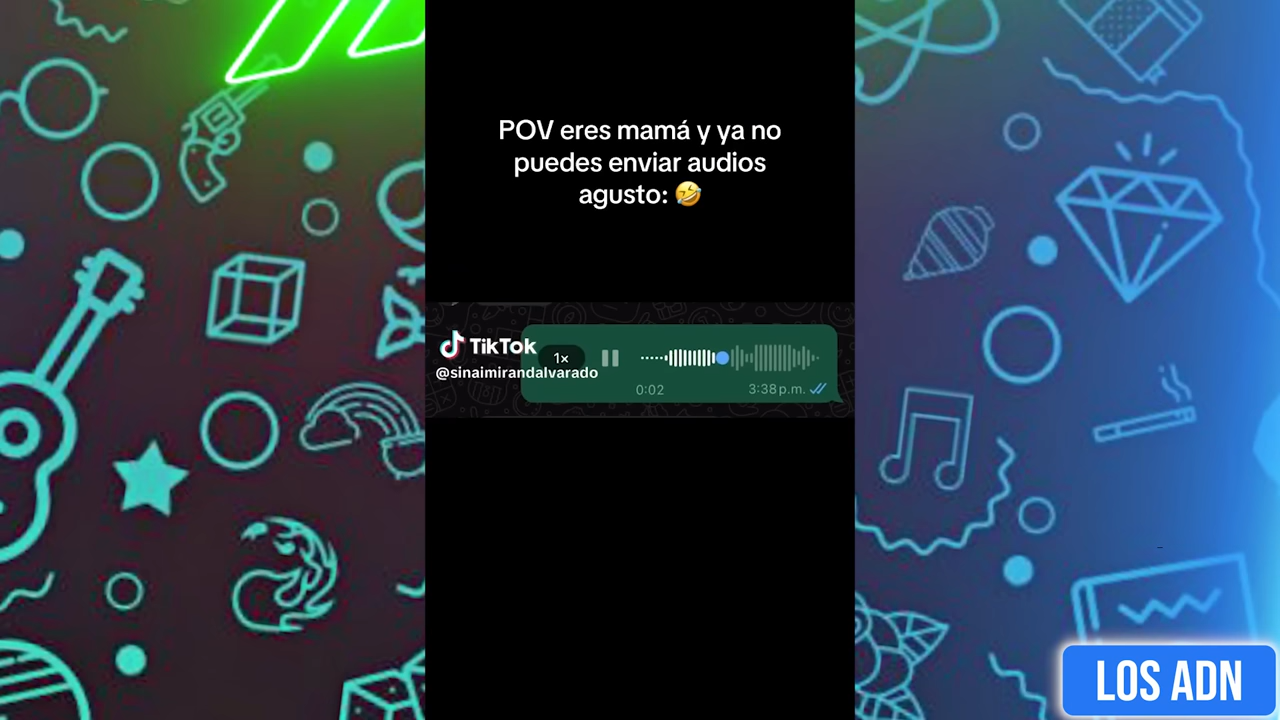 POV eres mamá y ya no
puedes enviar audios
agusto: 🤣
TikTok
@sinaimirandalvarado
1×
0:02
3:38 p.m.
LOS ADN